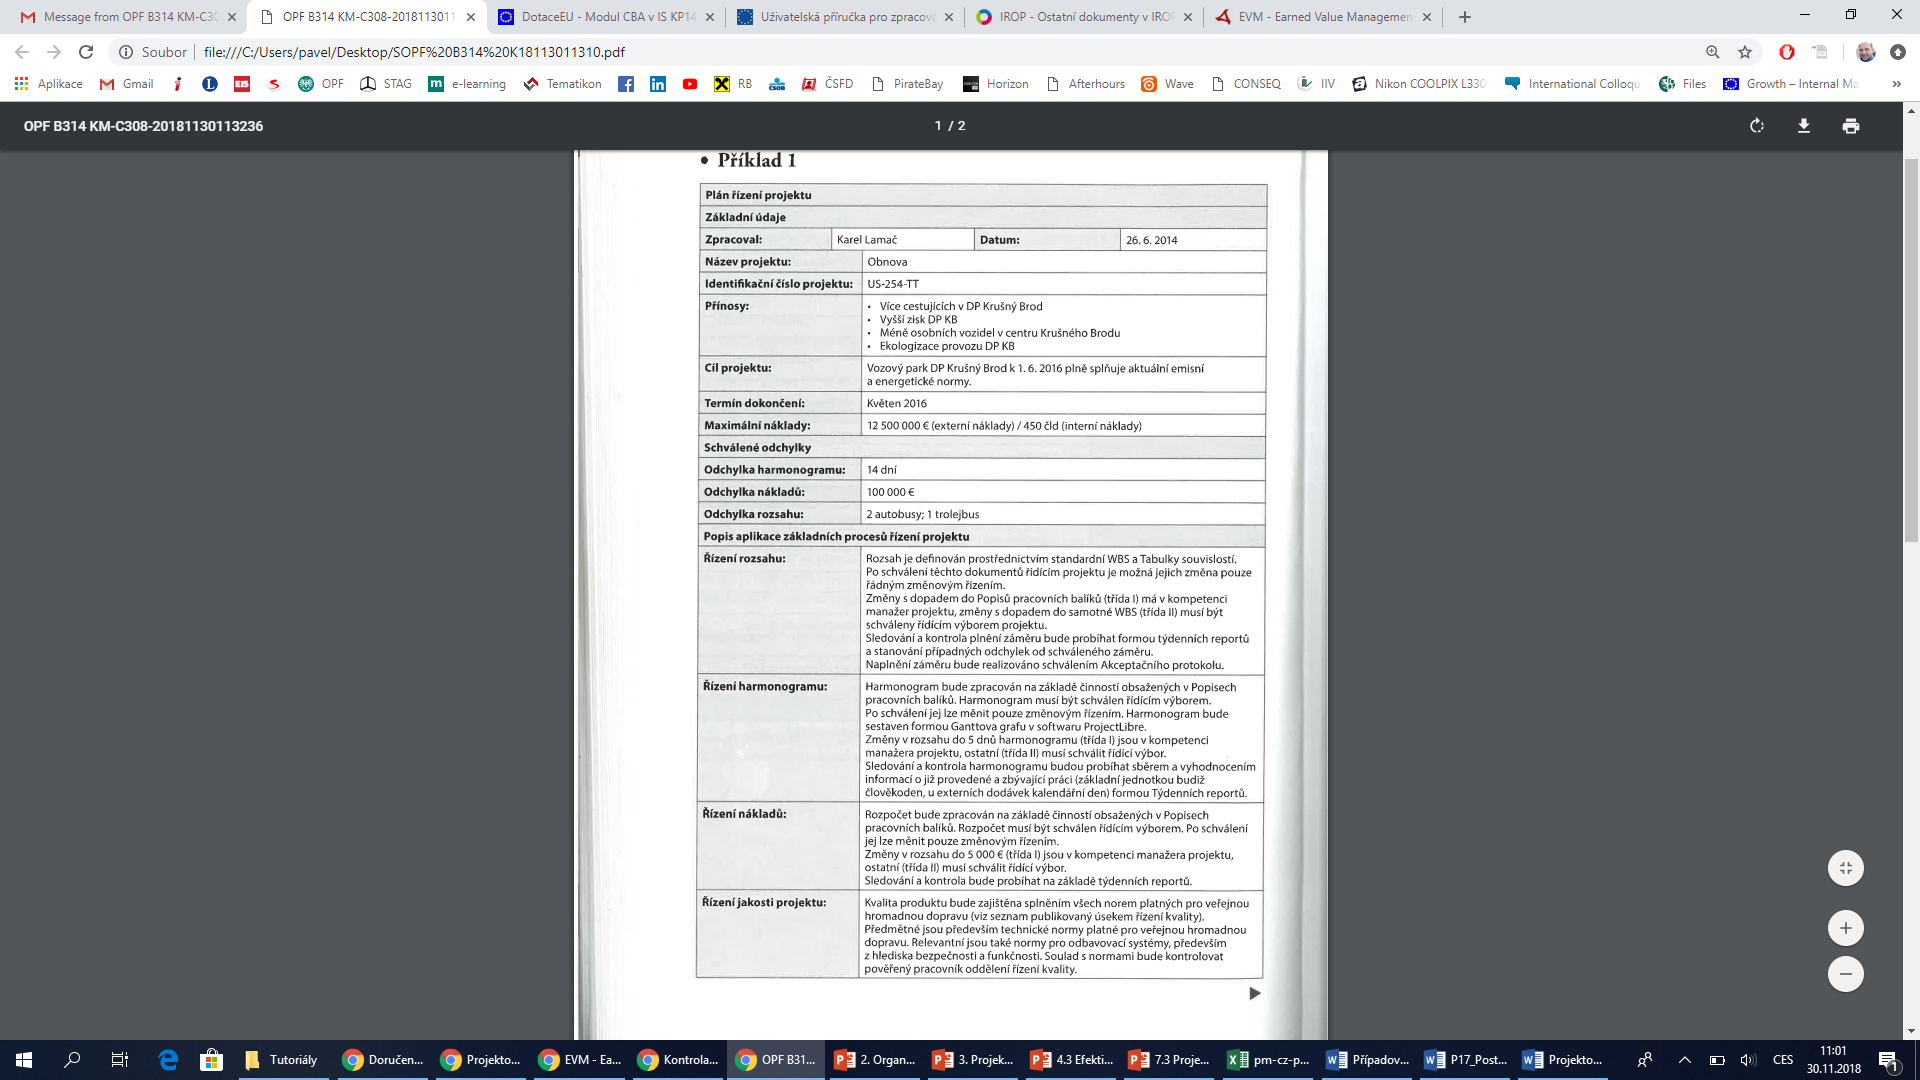 Message from OPF B314 KM-C30
OPF B314 KM-C308-2018113011
DotaceEU - Modul CBA v IS KP14
Uživatelská příručka pro zpracova
IROP - Ostatní dokumenty v IROP
EVM - Earned Value Managemen
Soubor
file:///C:/Users/pavel/Desktop/SOPF%20B314%20K18113011310.pdf
Aplikace
Gmail
EIS
OPF
STAG
e-learning
Tematikon
RB
ČSFD
PirateBay
Horizon
Afterhours
Wave
CONSEQ
IIV
Nikon COOLPIX L330
International Colloqu
Files
Growth – Internal Ma
OPF B314 KM-C308-20181130113236
1 / 2
• Příklad 1
Plán řízení projektu
Základní údaje
Zpracoval: Karel Lamač Datum: 26. 6. 2014
Název projektu: Obnova
Identifikační číslo projektu: US-254-TT
Přínosy: • Více cestujících v DP Krušný Brod
• Vyšší zisk DP KB
• Méně osobních vozidel v centru Krušného Brodu
• Ekologizace provozu DP KB
Cíl projektu: Vozový park DP Krušný Brod k 1. 6. 2016 plně splňuje aktuální emisní
a energetické normy.
Termín dokončení: Květen 2016
Maximální náklady: 12 500 000 € (externí náklady) / 450 čld (interní náklady)
Schválené odchylky
Odchylka harmonogramu: 14 dní
Odchylka nákladů: 100 000 €
Odchylka rozsahu: 2 autobusy; 1 trolejbus
Popis aplikace základních procesů řízení projektu
Řízení rozsahu: Rozsah je definován prostřednictvím standardní WBS a Tabulky souvislostí.
Po schválení těchto dokumentů řídícím projektu je možná jejich změna pouze
řádným změnovým řízením.
Změny s dopadem do Popisů pracovních balíků (třída I) má v kompetenci
manažer projektu, změny s dopadem do samotné WBS (třída II) musí být
schváleny řídícím výborem projektu.
Sledování a kontrola plnění záměru bude probíhat formou týdenních reportů
a stanování případných odchylek od schváleného záměru.
Naplnění záměru bude realizováno schválením Akceptačního protokolu.
Řízení harmonogramu: Harmonogram bude zpracován na základě činností obsažených v Popisech
pracovních balíků. Harmonogram musí být schválen řídícím výborem.
Po schválení jej lze měnit pouze změnovým řízením. Harmonogram bude
sestaven formou Ganttova grafu v softwaru ProjectLibre.
Změny v rozsahu do 5 dnů harmonogramu (třída I) jsou v kompetenci
manažera projektu, ostatní (třída II) musí schválit řídící výbor.
Sledování a kontrola harmonogramu budou probíhat sběrem a vyhodnocením
informací o již provedené a zbývající práci (základní jednotkou budiž
člověkoden, u externích dodávek kalendářní den) formou Týdenních reportů.
Řízení nákladů: Rozpočet bude zpracován na základě činností obsažených v Popisech
pracovních balíků. Rozpočet musí být schválen řídícím výborem. Po schválení
jej lze měnit pouze změnovým řízením.
Změny v rozsahu do 5 000 € (třída I) jsou v kompetenci manažera projektu,
ostatní (třída II) musí schválit řídící výbor.
Sledování a kontrola bude probíhat na základě týdenních reportů.
Řízení jakosti projektu: Kvalita produktu bude zajištěna splněním všech norem platných pro veřejnou
hromadnou dopravu (viz seznam publikovaný úsekem řízení kvality).
Předmětné jsou především technické normy platné pro veřejnou hromadnou
dopravu. Relevantní jsou také normy pro odbavovací systémy, především
z hlediska bezpečnosti a funkčnosti. Soulad s normami bude kontrolovat
pověřený pracovník oddělení řízení kvality.
Tutoriály
Doručen...
Projekto...
EVM - Ea...
Kontrola...
OPF B31...
2. Organ...
3. Projek...
4.3 Efekti...
7.3 Proje...
pm-cz-p...
Případov...
P17_Post...
Projekto...
CES
11:01
30.11.2018
1